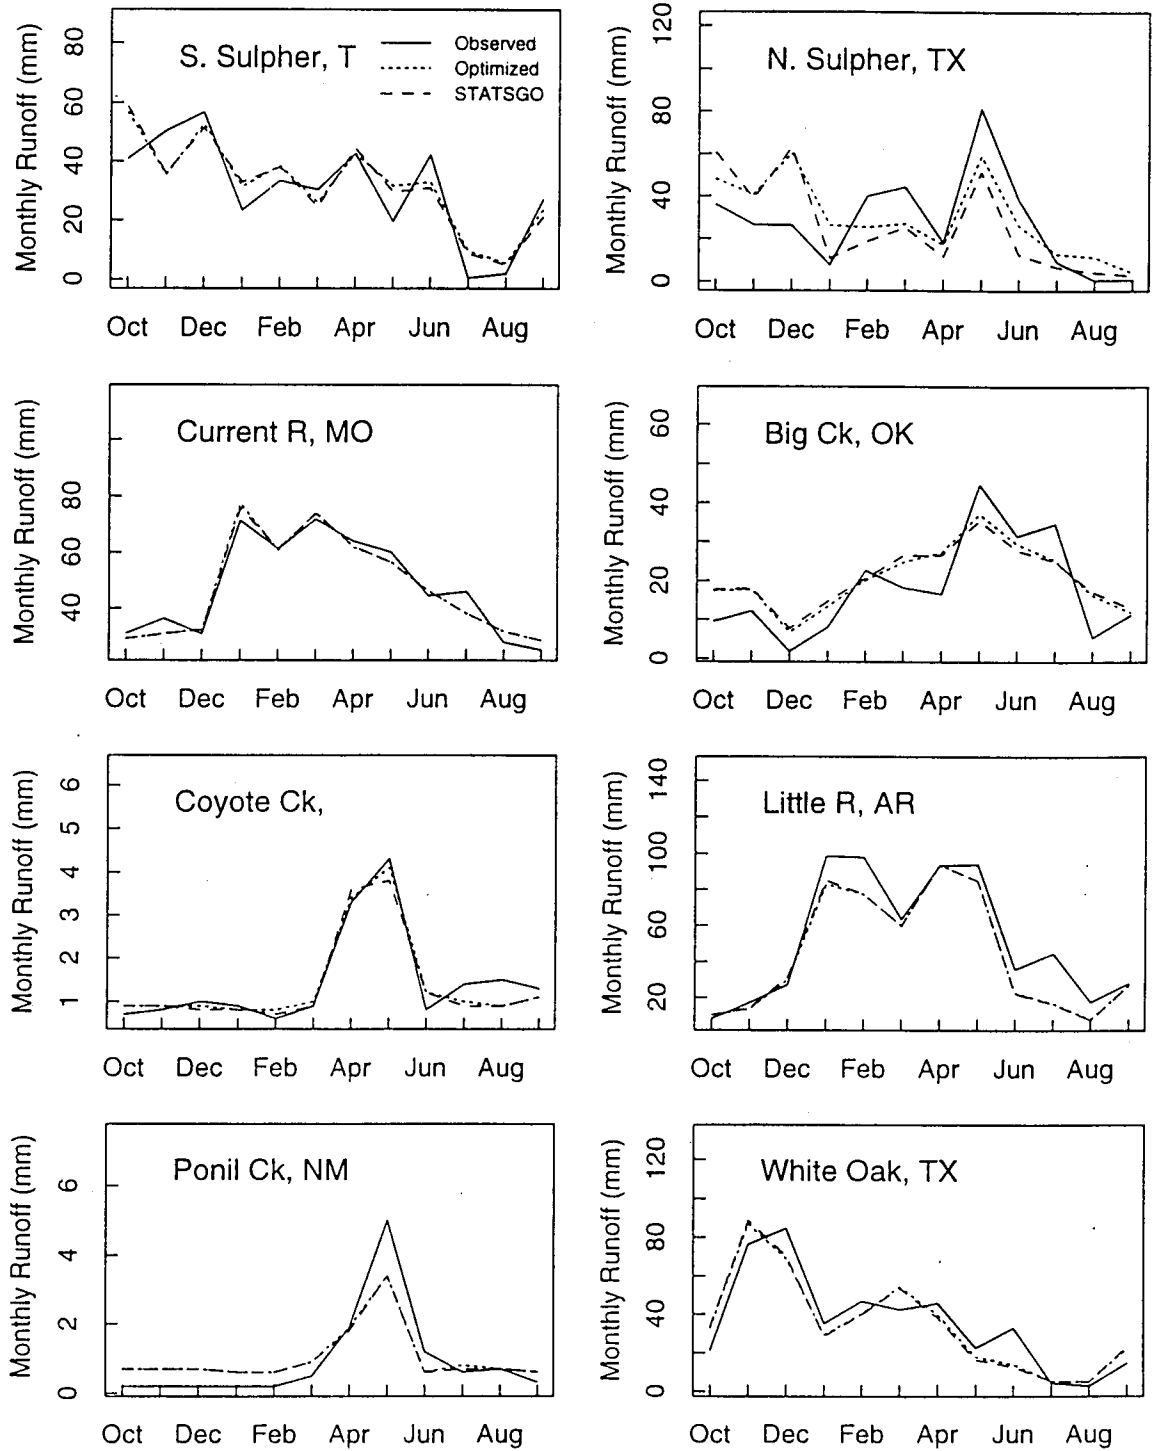 S. Sulpher, T
Observed
Optimized
STATSGO
Monthly Runoff (mm)
80
60
40
20
0
Oct Dec Feb Apr Jun Aug
N. Sulpher, TX
Monthly Runoff (mm)
120
80
40
0
Oct Dec Feb Apr Jun Aug
Current R, MO
Monthly Runoff (mm)
80
60
40
Oct Dec Feb Apr Jun Aug
Big Ck, OK
Monthly Runoff (mm)
60
40
20
0
Oct Dec Feb Apr Jun Aug
Coyote Ck,
Monthly Runoff (mm)
6
5
4
3
2
1
Oct Dec Feb Apr Jun Aug
Little R, AR
Monthly Runoff (mm)
140
100
60
20
Oct Dec Feb Apr Jun Aug
Ponil Ck, NM
Monthly Runoff (mm)
6
4
2
0
Oct Dec Feb Apr Jun Aug
White Oak, TX
Monthly Runoff (mm)
120
80
40
0
Oct Dec Feb Apr Jun Aug